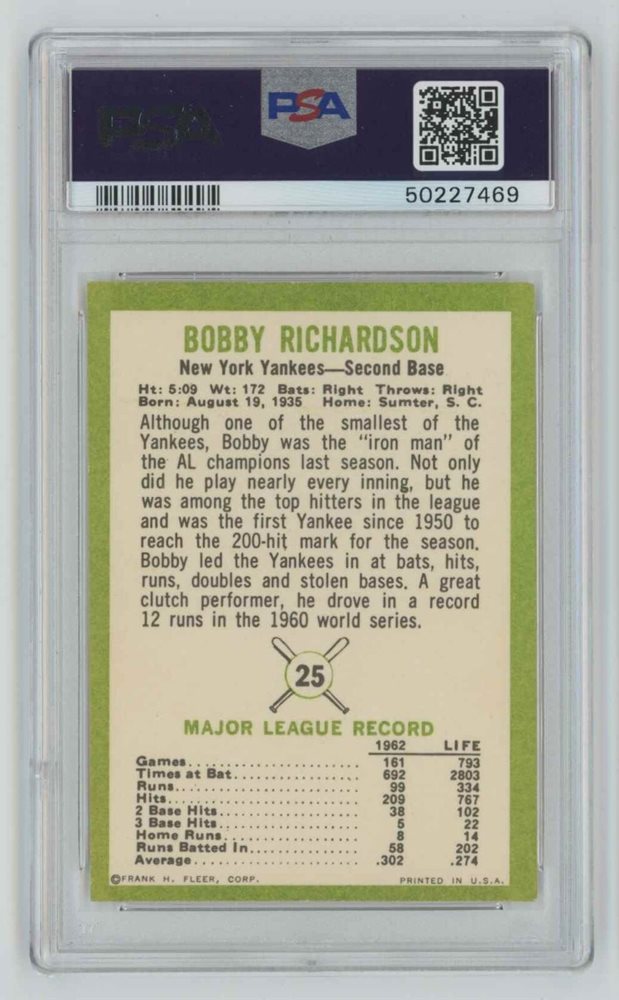 PSA
PSA
50227469
BOBBY RICHARDSON
New York Yankees—Second Base
Ht: 5:09 Wt: 172 Bats: Right Throws: Right
Born: August 19, 1935 Home: Sumter, S. C.
Although one of the smallest of the
Yankees, Bobby was the "iron man" of
the AL champions last season. Not only
did he play nearly every inning, but he
was among the top hitters in the league
and was the first Yankee since 1950 to
reach the 200-hit mark for the season.
Bobby led the Yankees in at bats, hits,
runs, doubles and stolen bases. A great
clutch performer, he drove in a record
12 runs in the 1960 world series.
25
MAJOR LEAGUE RECORD
1962 LIFE
Games 161 793
Times at Bat 692 2803
Runs 99 334
Hits 209 767
2 Base Hits 38 102
3 Base Hits 5 22
Home Runs 8 14
Runs Batted In 58 202
Average .302 .274
©FRANK H. FLEER, CORP. PRINTED IN U.S.A.